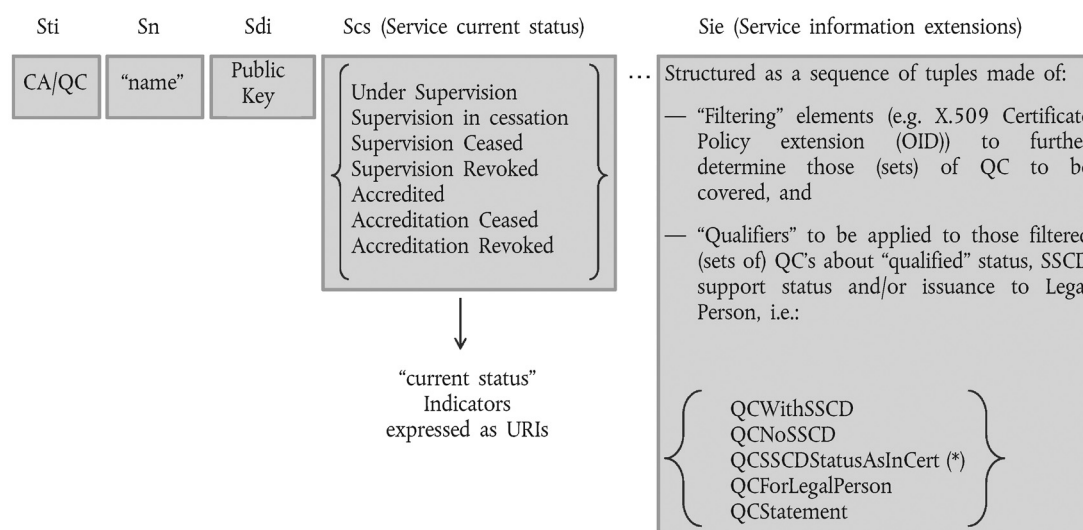 Sti Sn Sdi Scs (Service current status) Sie (Service information extensions)
CA/QC
“name”
Public
Key
Under Supervision
Supervision in cessation
Supervision Ceased
Supervision Revoked
Accredited
Accreditation Ceased
Accreditation Revoked
“current status”
Indicators
expressed as URIs
... Structured as a sequence of tuples made of:
— “Filtering” elements (e.g. X.509 Certificate
Policy extension (OID)) to further
determine those (sets) of QC to be
covered, and
— “Qualifiers” to be applied to those filtered
(sets of) QC's about “qualified” status, SSCD
support status and/or issuance to Legal
Person, i.e.:
QCWithSSCD
QCNoSSCD
QCSSCDStatusAsInCert (*)
QCForLegalPerson
QCStatement